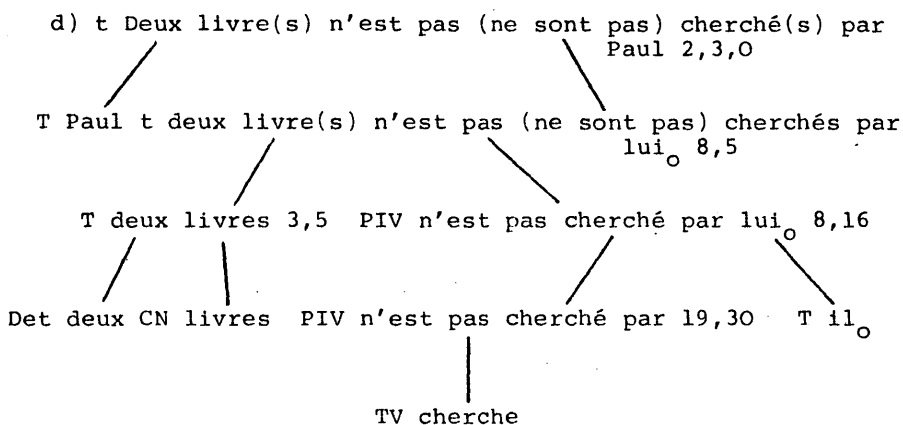 d) t Deux livre(s) n'est pas (ne sont pas) cherché(s) par
Paul 2,3,0
T Paul t deux livre(s) n'est pas (ne sont pas) cherchés par
lui₀ 8,5
T deux livres 3,5 PIV n'est pas cherché par lui₀ 8,16
Det deux CN livres PIV n'est pas cherché par 19,30 T il₀
TV cherche